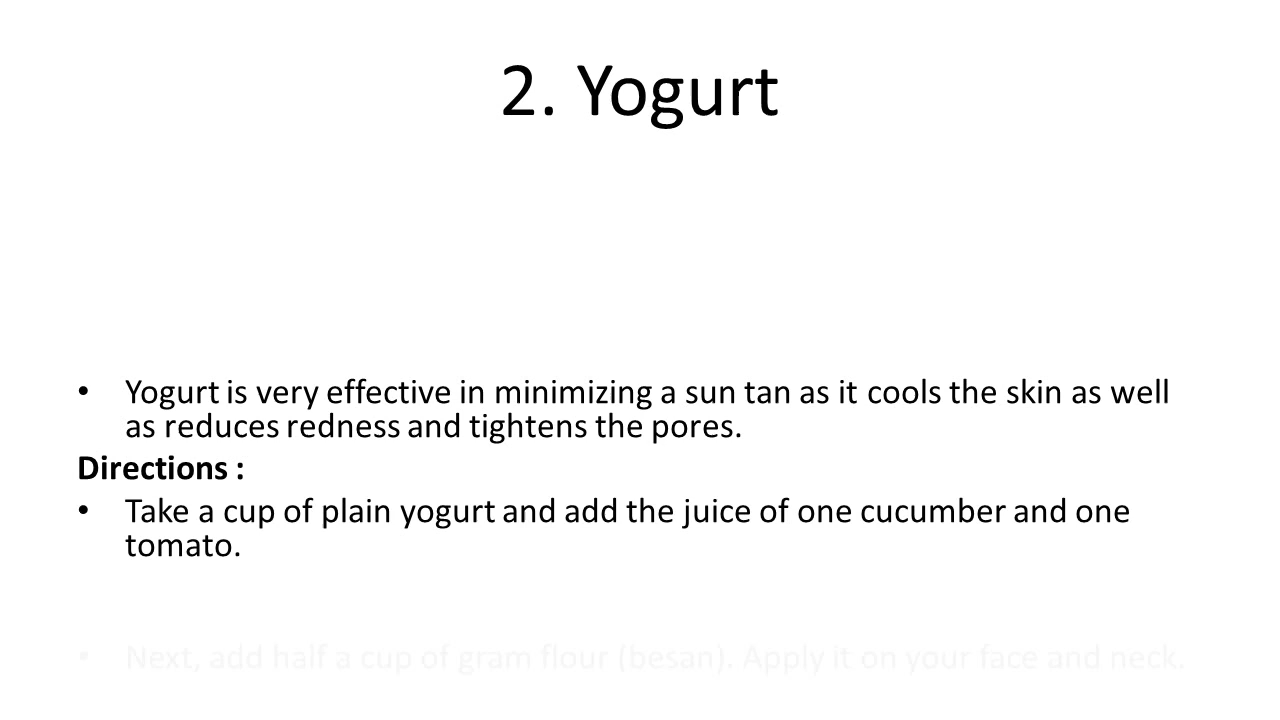 2. Yogurt
• Yogurt is very effective in minimizing a sun tan as it cools the skin as well
as reduces redness and tightens the pores.
Directions :
• Take a cup of plain yogurt and add the juice of one cucumber and one
tomato.
• Next, add half a cup of gram flour (besan). Apply it on your face and neck.